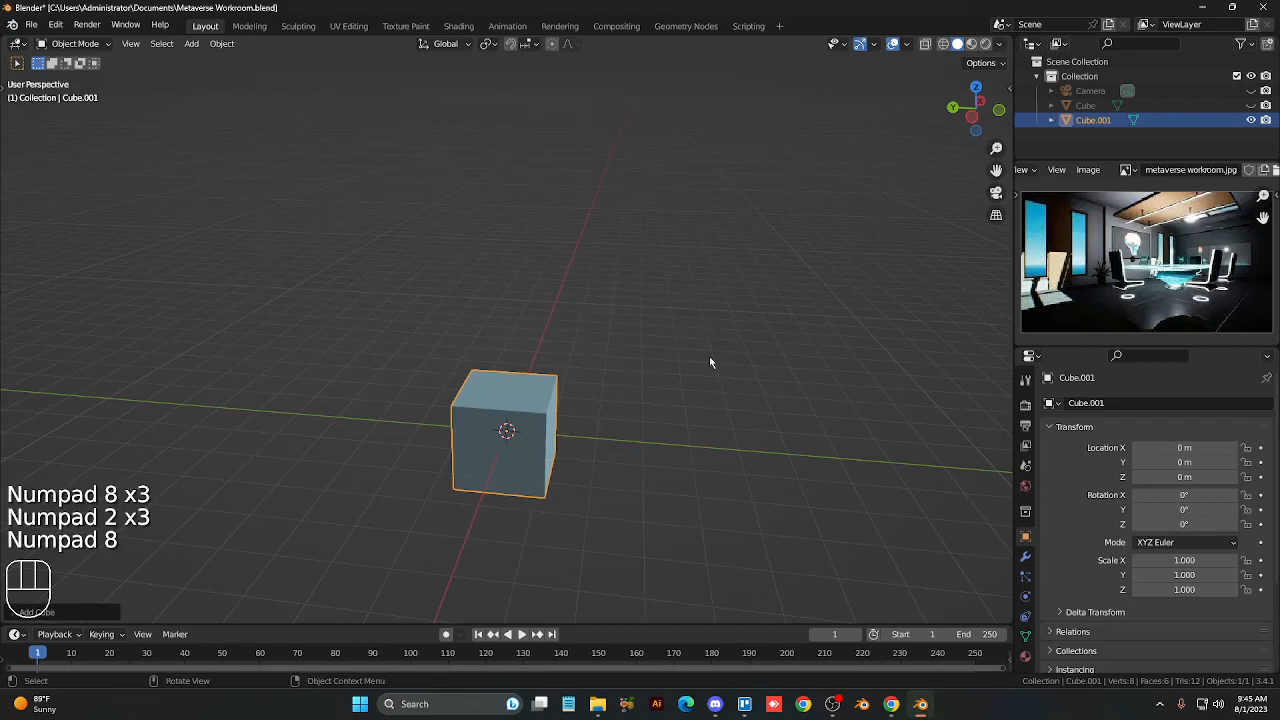 Blender* [C:\Users\Administrator\Documents\Metaverse Workroom.blend]
File Edit Render Window Help Layout Modeling Sculpting UV Editing Texture Paint Shading Animation Rendering Compositing Geometry Nodes Scripting + Scene ViewLayer
Object Mode View Select Add Object Global
Options
User Perspective
(1) Collection | Cube.001
Z
X
Y
Scene Collection
Collection
Camera
Cube
Cube.001
View Image metaverse workroom.jpg
Cube.001
Cube.001
Transform
Location X 0 m
Y 0 m
Z 0 m
Rotation X 0°
Y 0°
Z 0°
Mode XYZ Euler
Scale X 1.000
Y 1.000
Z 1.000
Delta Transform
Relations
Collections
Instancing
Numpad 8 x3
Numpad 2 x3
Numpad 8
Add Cube
Playback Keying View Marker 1 Start 1 End 250
1 10 20 30 40 50 60 70 80 90 100 110 120 130 140 150 160 170 180 190 200 210 220 230 240 250
Select Rotate View Object Context Menu Collection | Cube.001 | Verts:8 | Faces:6 | Tris:12 | Objects:1/1 | 3.4.1
89°F
Sunny
Search
9:45 AM
8/1/2023